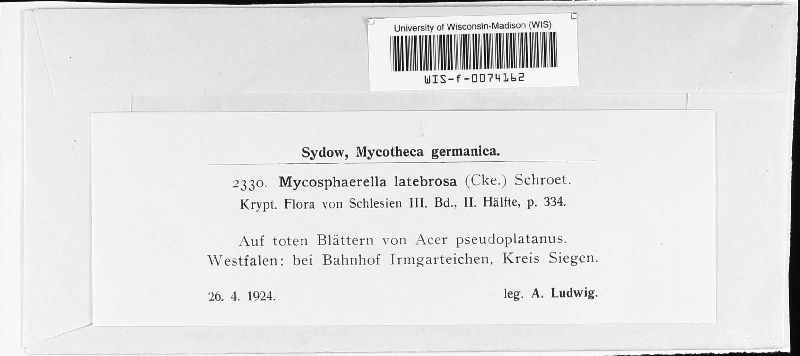 University of Wisconsin-Madison (WIS)
WIS-f-0074162
Sydow, Mycotheca germanica.
2330. Mycosphaerella latebrosa (Cke.) Schroet.
Krypt. Flora von Schlesien III. Bd., II. Hälfte, p. 334.
Auf toten Blättern von Acer pseudoplatanus.
Westfalen: bei Bahnhof Irmgarteichen, Kreis Siegen.
26. 4. 1924. leg. A. Ludwig.